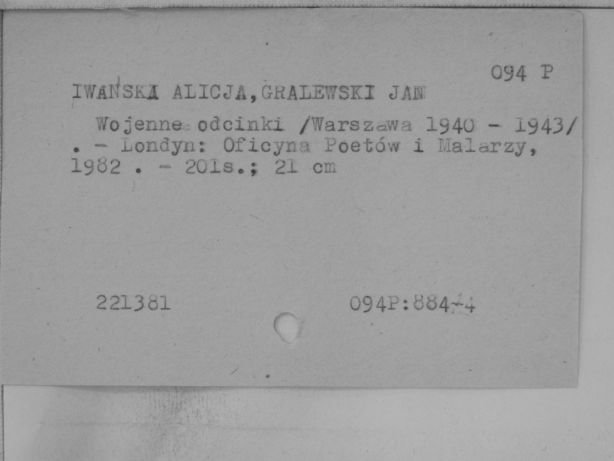 094 P
IWAŃSKA ALICJA,GRALEWSKI JAN
Wojenne odcinki /Warszawa 1940 - 1943/
. - Londyn: Oficyna Poetów i Malarzy,
1982 . - 201s.; 21 cm
221381
094P:884-4